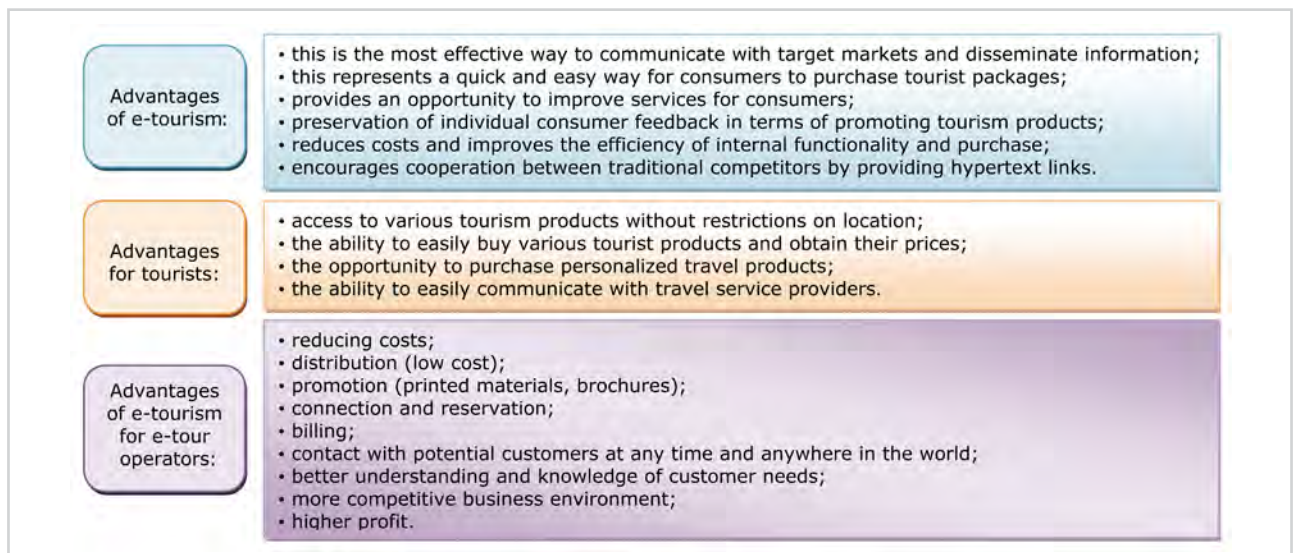 Advantages
of e-tourism:
• this is the most effective way to communicate with target markets and disseminate information;
• this represents a quick and easy way for consumers to purchase tourist packages;
• provides an opportunity to improve services for consumers;
• preservation of individual consumer feedback in terms of promoting tourism products;
• reduces costs and improves the efficiency of internal functionality and purchase;
• encourages cooperation between traditional competitors by providing hypertext links.
Advantages
for tourists:
• access to various tourism products without restrictions on location;
• the ability to easily buy various tourist products and obtain their prices;
• the opportunity to purchase personalized travel products;
• the ability to easily communicate with travel service providers.
Advantages
of e-tourism
for e-tour
operators:
• reducing costs;
• distribution (low cost);
• promotion (printed materials, brochures);
• connection and reservation;
• billing;
• contact with potential customers at any time and anywhere in the world;
• better understanding and knowledge of customer needs;
• more competitive business environment;
• higher profit.